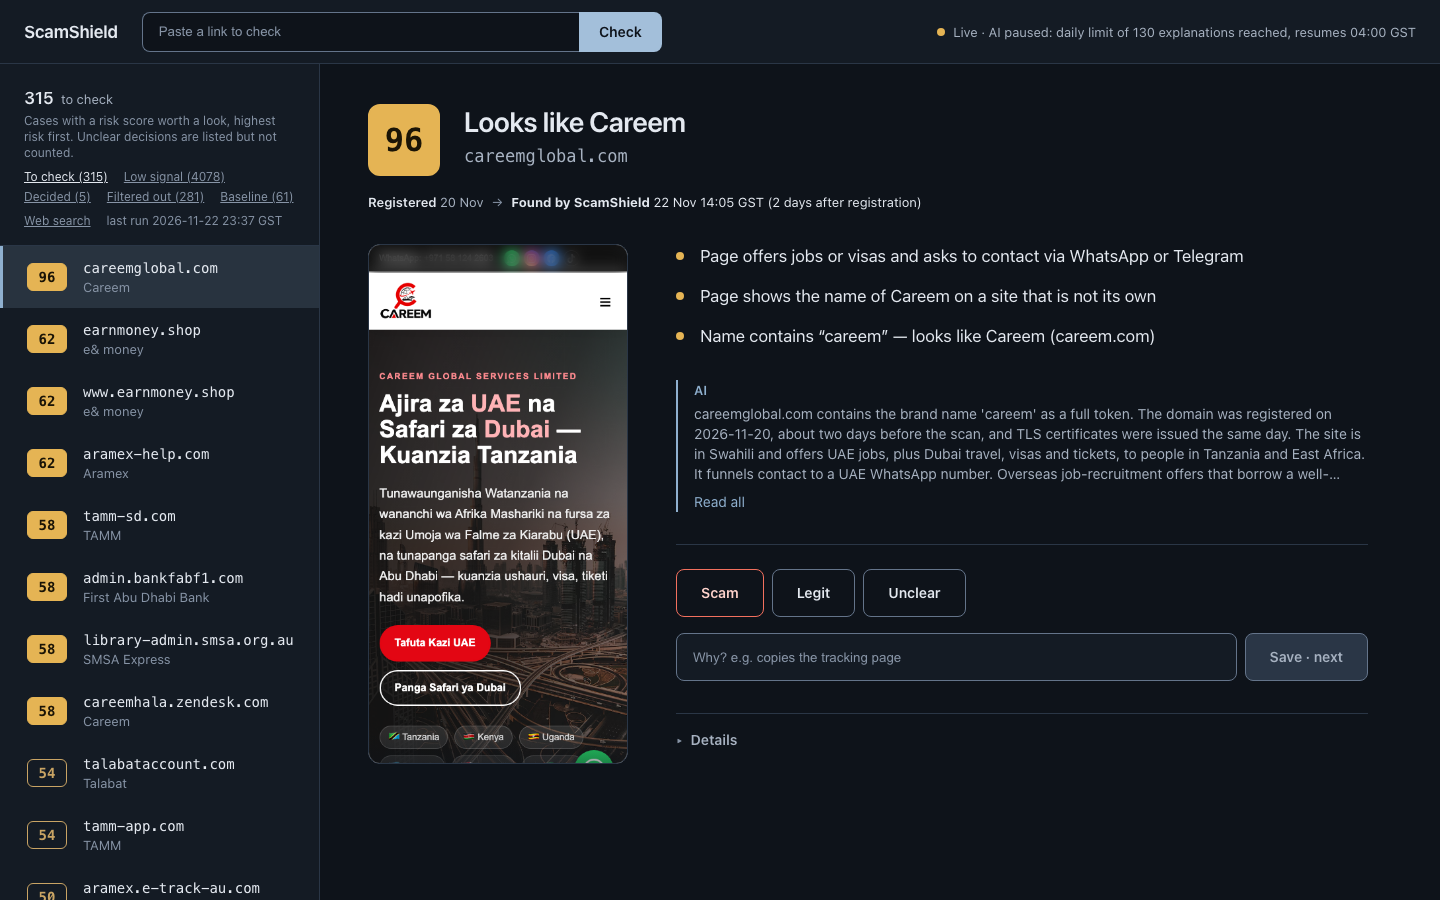 ScamShield
Paste a link to check
Check
Live · AI paused: daily limit of 130 explanations reached, resumes 04:00 GST
315 to check
Cases with a risk score worth a look, highest
risk first. Unclear decisions are listed but not
counted.
To check (315) Low signal (4078)
Decided (5) Filtered out (281) Baseline (61)
Web search last run 2026-11-22 23:37 GST
96 careemglobal.com
Careem
62 earnmoney.shop
e& money
62 www.earnmoney.shop
e& money
62 aramex-help.com
Aramex
58 tamm-sd.com
TAMM
58 admin.bankfabf1.com
First Abu Dhabi Bank
58 library-admin.smsa.org.au
SMSA Express
58 careemhala.zendesk.com
Careem
54 talabataccount.com
Talabat
54 tamm-app.com
TAMM
50 aramex.e-track-au.com
96
Looks like Careem
careemglobal.com
Registered 20 Nov → Found by ScamShield 22 Nov 14:05 GST (2 days after registration)
CAREEM
CAREEM GLOBAL SERVICES LIMITED
Ajira za UAE na
Safari za Dubai —
Kuanzia Tanzania
Tunawaunganisha Watanzania na
wananchi wa Afrika Mashariki na fursa za
kazi Umoja wa Falme za Kiarabu (UAE),
na tunapanga safari za kitalii Dubai na
Abu Dhabi — kuanzia ushauri, visa, tiketi
hadi unapofika.
Tafuta Kazi UAE
Panga Safari ya Dubai
Tanzania Kenya Uganda
Page offers jobs or visas and asks to contact via WhatsApp or Telegram
Page shows the name of Careem on a site that is not its own
Name contains “careem” — looks like Careem (careem.com)
AI
careemglobal.com contains the brand name 'careem' as a full token. The domain was registered on
2026-11-20, about two days before the scan, and TLS certificates were issued the same day. The site is
in Swahili and offers UAE jobs, plus Dubai travel, visas and tickets, to people in Tanzania and East Africa.
It funnels contact to a UAE WhatsApp number. Overseas job-recruitment offers that borrow a well-…
Read all
Scam Legit Unclear
Why? e.g. copies the tracking page
Save · next
Details